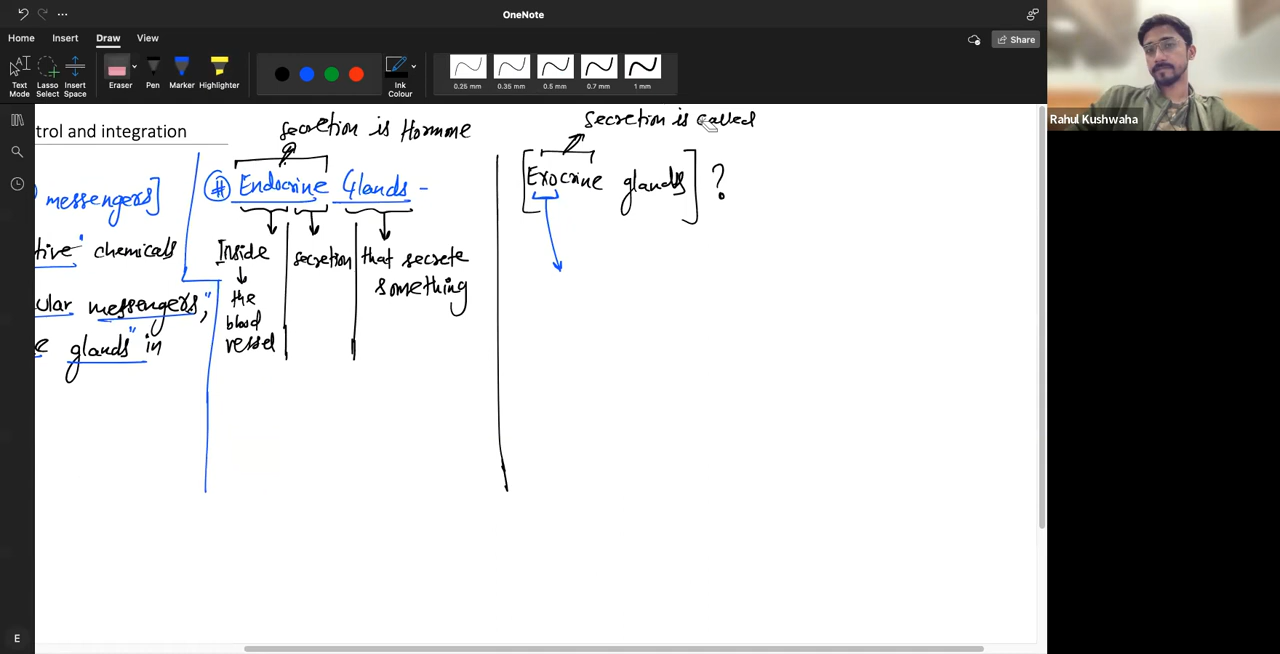 OneNote
Home Insert Draw View
Share
Text Mode
Lasso Select
Insert Space
Eraser
Pen
Marker
Highlighter
Ink Colour
0.25 mm 0.35 mm 0.5 mm 0.7 mm 1 mm
Rahul Kushwaha
trol and integration
messengers]
tive" chemicals
ular messengers,"
e glands" in
secretion is Hormone
# Endocrine Glands -
Inside
the
blood
vessel
secretion
that secrete
something
Secretion is called
[Exocrine glands] ?
E